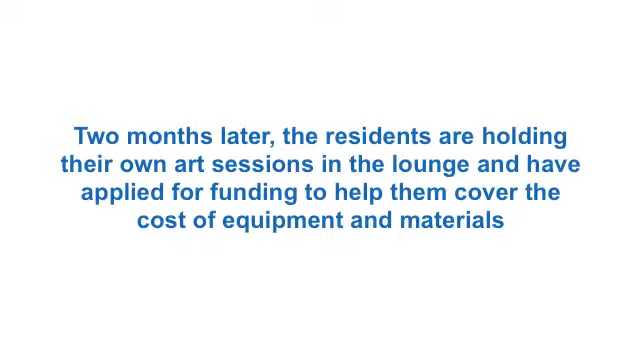 Two months later, the residents are holding
their own art sessions in the lounge and have
applied for funding to help them cover the
cost of equipment and materials